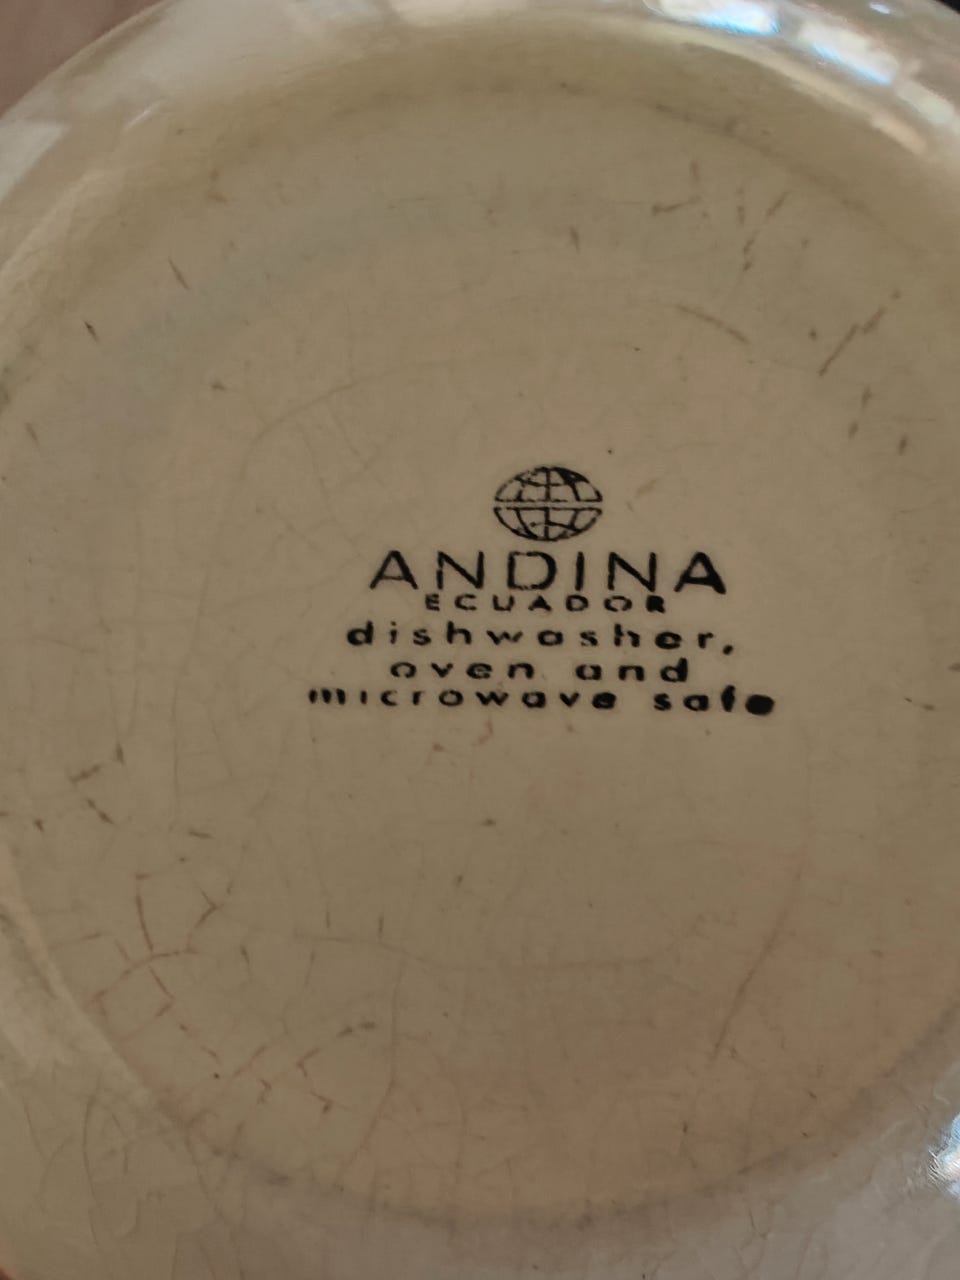 ANDINA
ECUADOR
dishwasher,
oven and
microwave safe